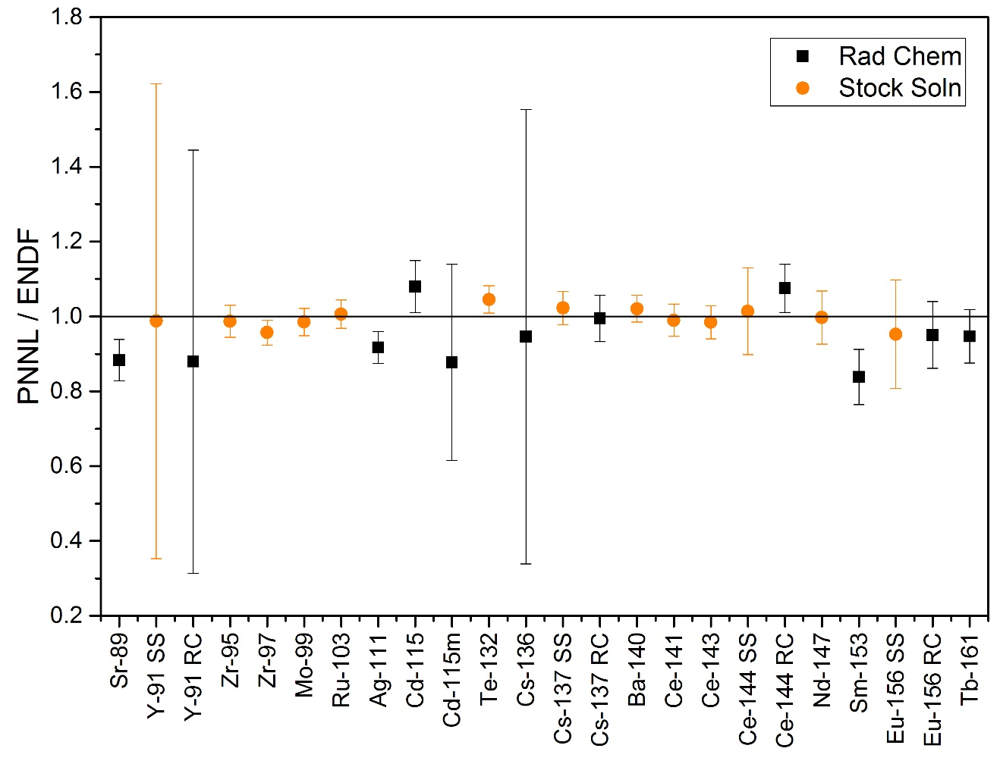 1.8
1.6
1.4
1.2
1.0
0.8
0.6
0.4
0.2
PNNL / ENDF
Rad Chem
Stock Soln
Sr-89
Y-91 SS
Y-91 RC
Zr-95
Zr-97
Mo-99
Ru-103
Ag-111
Cd-115
Cd-115m
Te-132
Cs-136
Cs-137 SS
Cs-137 RC
Ba-140
Ce-141
Ce-143
Ce-144 SS
Ce-144 RC
Nd-147
Sm-153
Eu-156 SS
Eu-156 RC
Tb-161